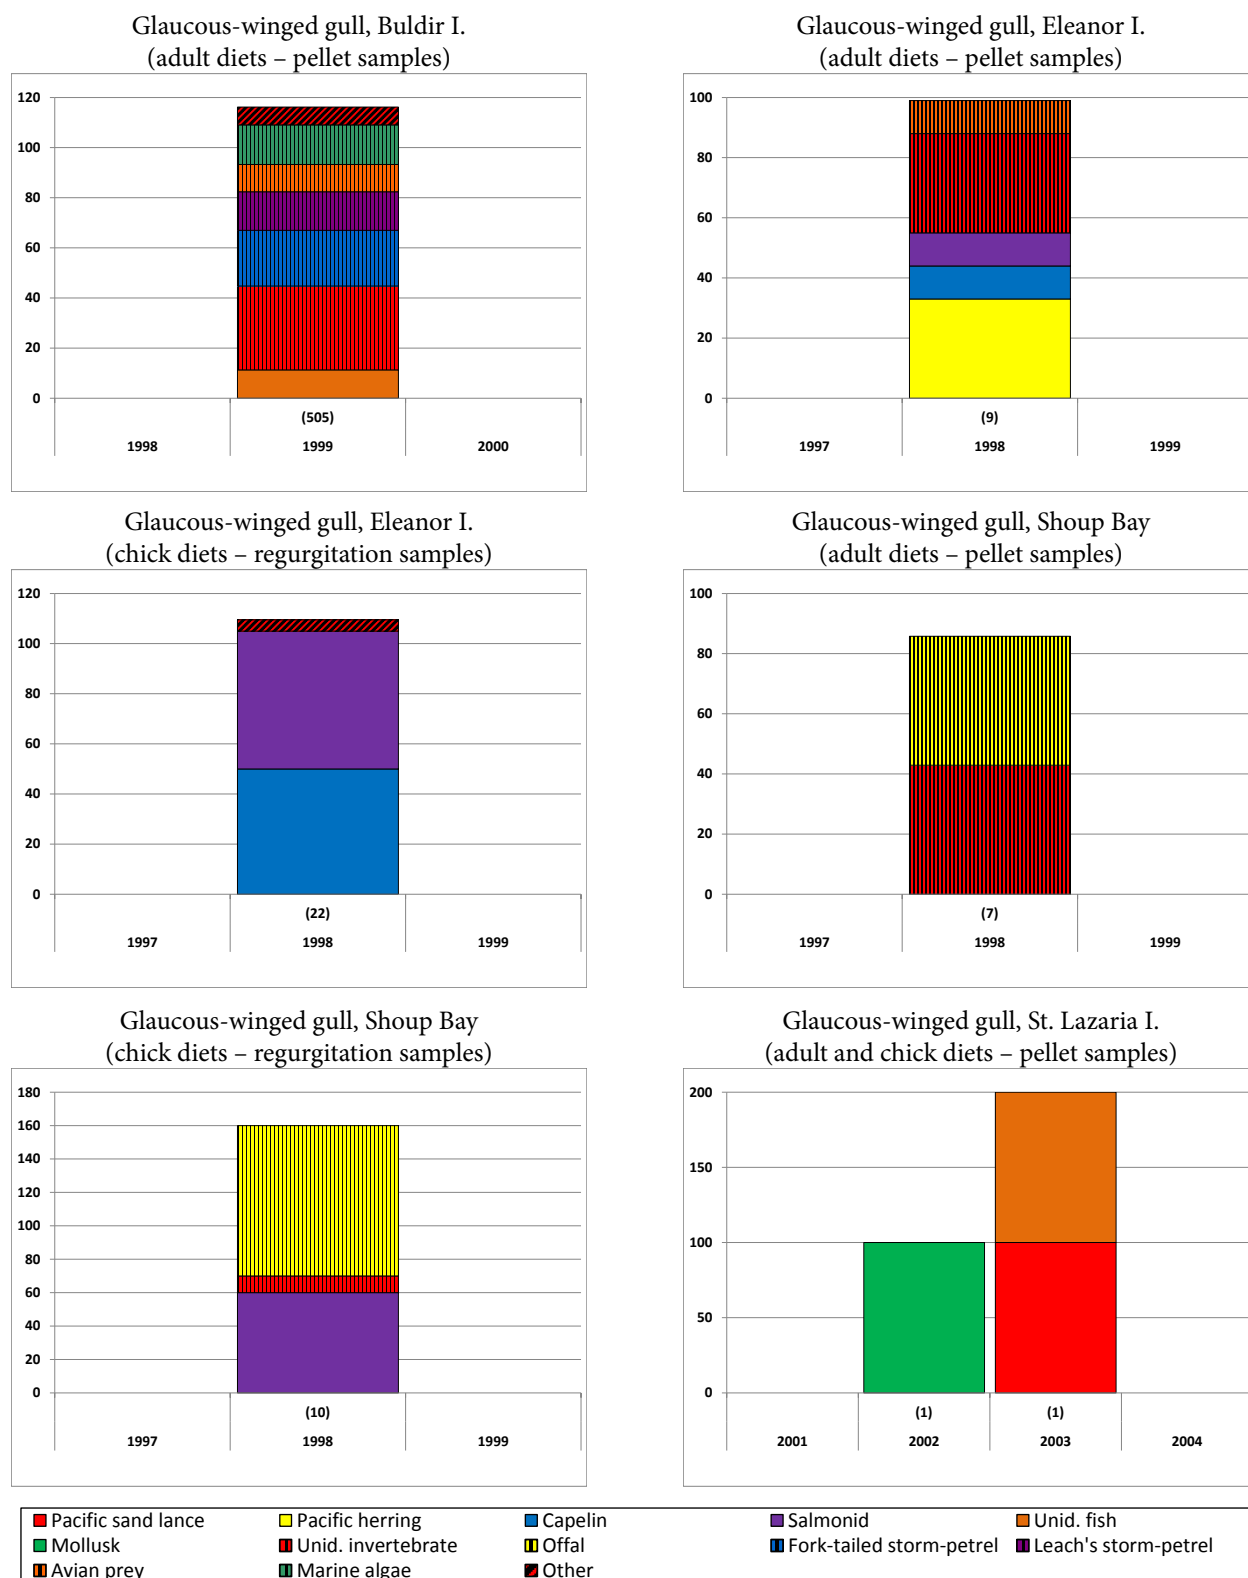 Glaucous-winged gull, Buldir I.
(adult diets – pellet samples)
120
100
80
60
40
20
0
(505)
1998 1999 2000
Glaucous-winged gull, Eleanor I.
(adult diets – pellet samples)
100
80
60
40
20
0
(9)
1997 1998 1999
Glaucous-winged gull, Eleanor I.
(chick diets – regurgitation samples)
120
100
80
60
40
20
0
(22)
1997 1998 1999
Glaucous-winged gull, Shoup Bay
(adult diets – pellet samples)
100
80
60
40
20
0
(7)
1997 1998 1999
Glaucous-winged gull, Shoup Bay
(chick diets – regurgitation samples)
180
160
140
120
100
80
60
40
20
0
(10)
1997 1998 1999
Glaucous-winged gull, St. Lazaria I.
(adult and chick diets – pellet samples)
200
150
100
50
0
(1) (1)
2001 2002 2003 2004
Pacific sand lance Pacific herring Capelin Salmonid Unid. fish
Mollusk Unid. invertebrate Offal Fork-tailed storm-petrel Leach's storm-petrel
Avian prey Marine algae Other